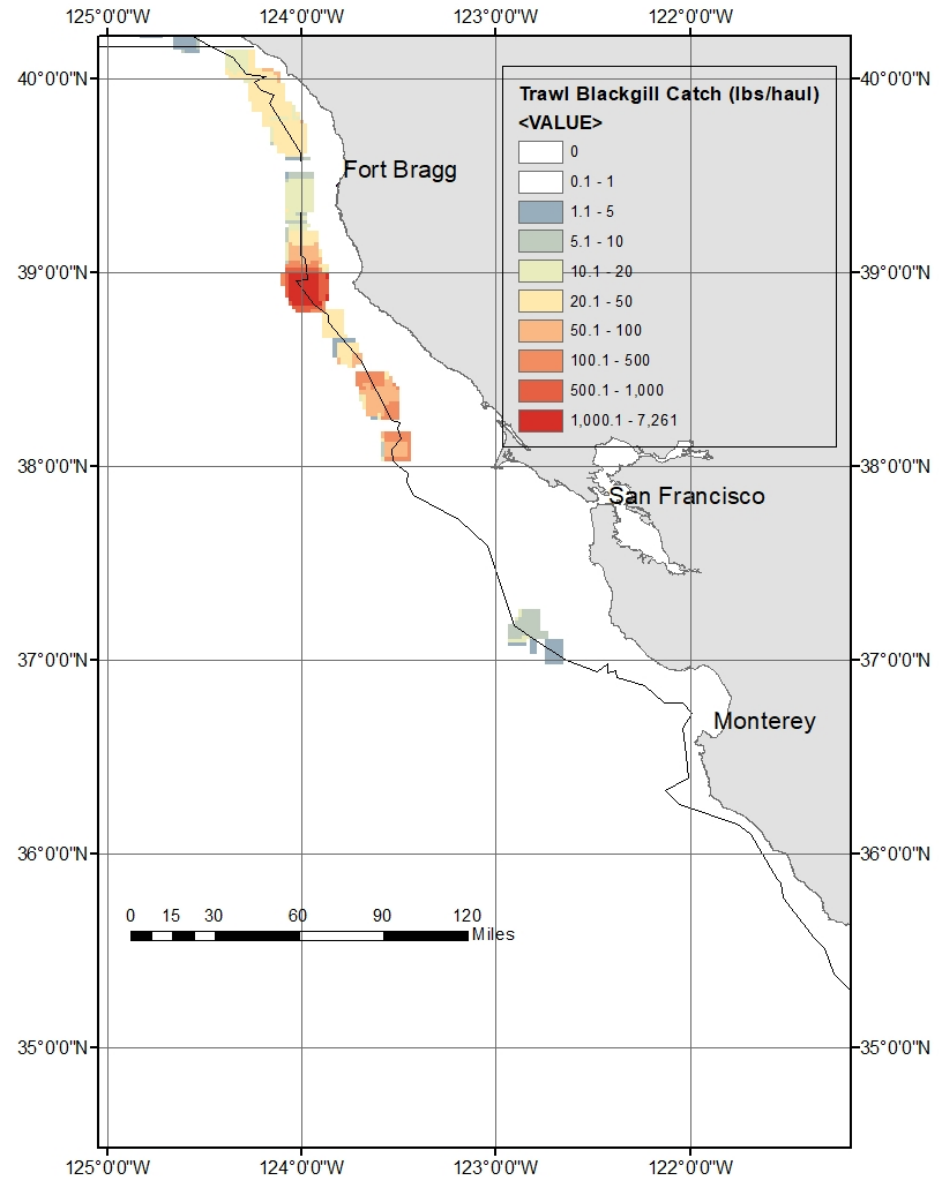 125°0'0"W 124°0'0"W 123°0'0"W 122°0'0"W
40°0'0"N 40°0'0"N
Trawl Blackgill Catch (lbs/haul)
<VALUE>
0
0.1 - 1
1.1 - 5
5.1 - 10
10.1 - 20
20.1 - 50
50.1 - 100
100.1 - 500
500.1 - 1,000
1,000.1 - 7,261
Fort Bragg
39°0'0"N 39°0'0"N
38°0'0"N 38°0'0"N
San Francisco
37°0'0"N 37°0'0"N
Monterey
36°0'0"N 36°0'0"N
0 15 30 60 90 120
Miles
35°0'0"N 35°0'0"N
125°0'0"W 124°0'0"W 123°0'0"W 122°0'0"W